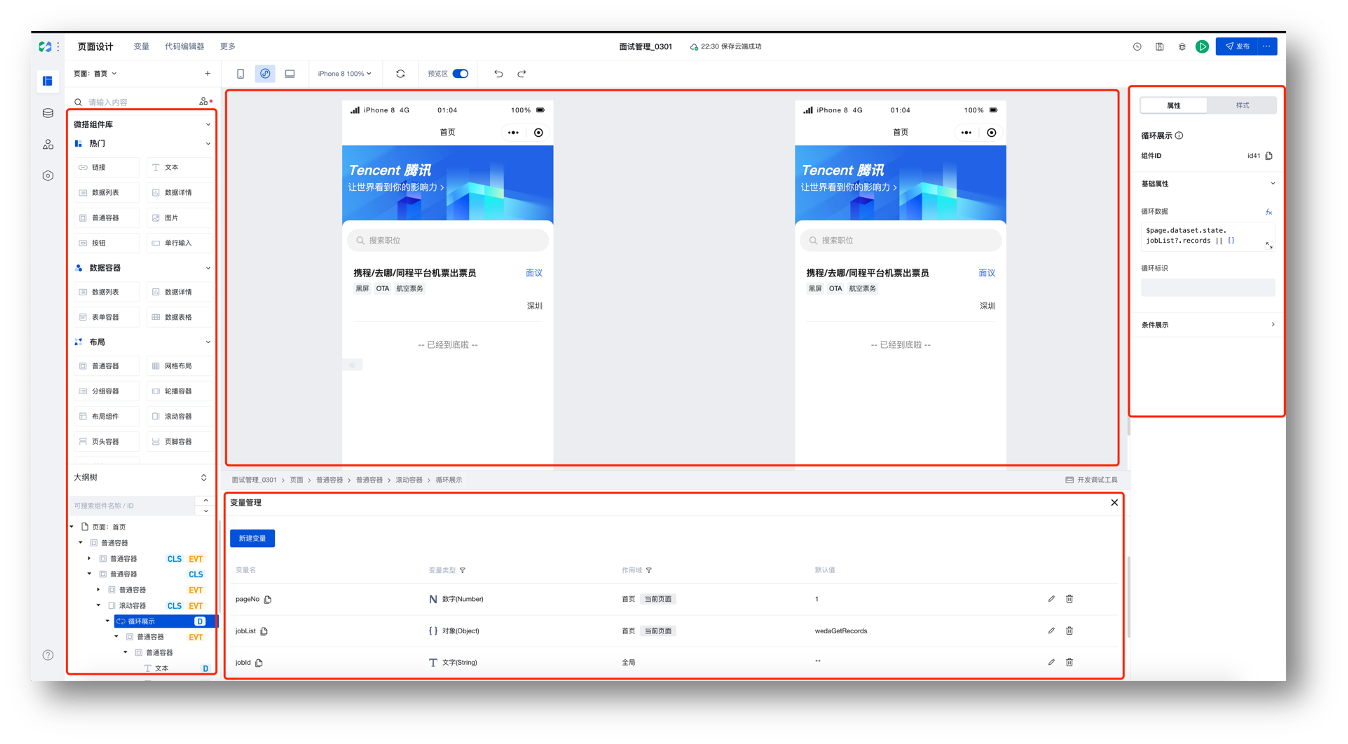 页面设计 变量 代码编辑器 更多
面试管理_0301 22:30 保存云端成功
发布
页面: 首页
iPhone 8 100% 预览区
请输入内容
微搭组件库
热门
链接 文本
数据列表 数据详情
普通容器 图片
按钮 单行输入
数据容器
数据列表 数据详情
表单容器 数据表格
布局
普通容器 网格布局
分组容器 轮播容器
布局组件 滚动容器
页头容器 页脚容器
大纲树
可搜索组件名称 / ID
页面: 首页
普通容器
普通容器 CLS EVT
普通容器 CLS
普通容器 EVT
滚动容器 CLS EVT
循环展示 D
普通容器 EVT
普通容器
文本 D
iPhone 8 4G 01:04 100%
首页
Tencent 腾讯
让世界看到你的影响力 >
搜索职位
携程/去哪/同程平台机票出票员 面议
黑屏 OTA 航空票务
深圳
-- 已经到底啦 --
iPhone 8 4G 01:04 100%
首页
Tencent 腾讯
让世界看到你的影响力 >
搜索职位
携程/去哪/同程平台机票出票员 面议
黑屏 OTA 航空票务
深圳
-- 已经到底啦 --
面试管理_0301 > 页面 > 普通容器 > 普通容器 > 滚动容器 > 循环展示
开发调试工具
变量管理
新建变量
变量名 变量类型 作用域 默认值
pageNo N 数字(Number) 首页 当前页面 1
jobList { } 对象(Object) 首页 当前页面 wedaGetRecords
jobId T 文字(String) 全局 ""
属性 样式
循环展示
组件ID id41
基础属性
循环数据 fx
$page.dataset.state.
jobList?.records || []
循环标识
条件展示